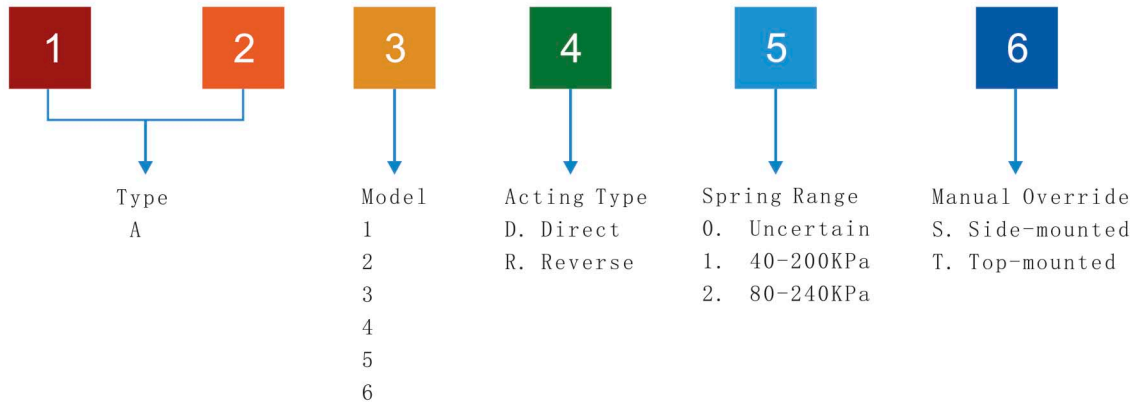 1 2 3 4 5 6
Type
A
Model
1
2
3
4
5
6
Acting Type
D. Direct
R. Reverse
Spring Range
0. Uncertain
1. 40-200KPa
2. 80-240KPa
Manual Override
S. Side-mounted
T. Top-mounted